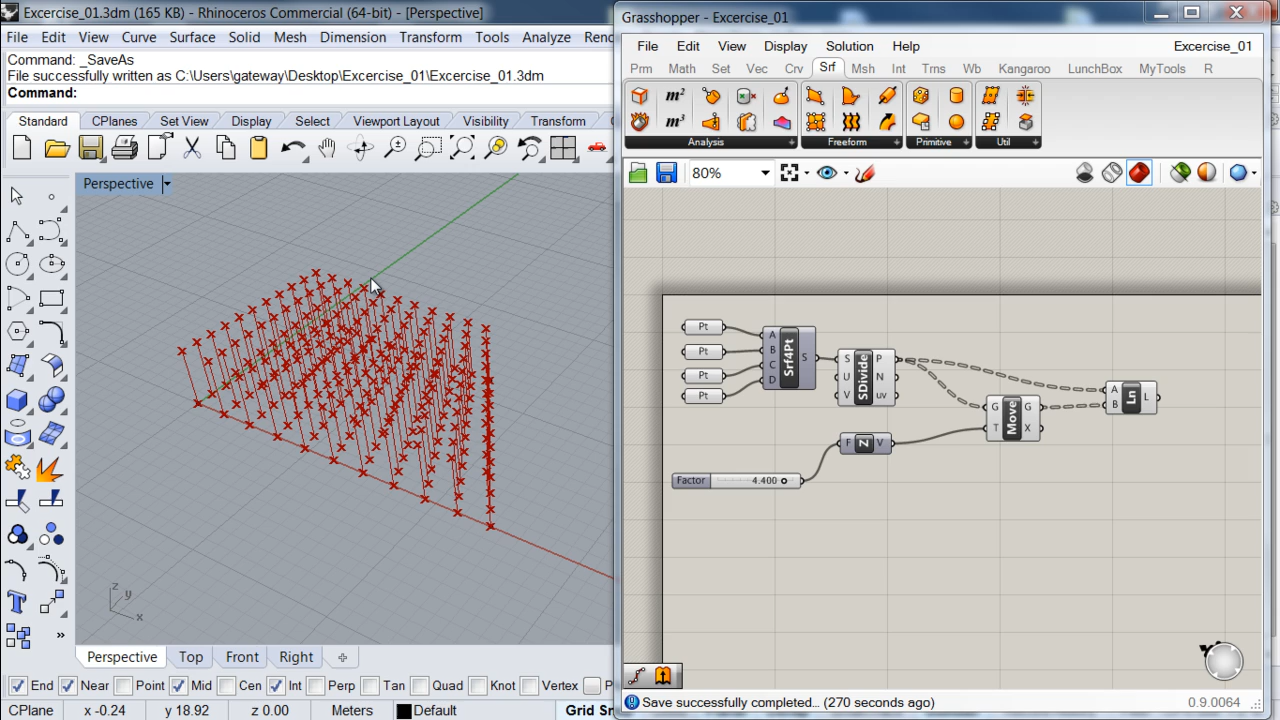 Excercise_01.3dm (165 KB) - Rhinoceros Commercial (64-bit) - [Perspective]
File Edit View Curve Surface Solid Mesh Dimension Transform Tools Analyze
Command: _SaveAs
File successfully written as C:\Users\gateway\Desktop\Excercise_01\Excercise_01.3dm
Command:
Standard CPlanes Set View Display Select Viewport Layout Visibility Transform
Perspective
z
y
x
Perspective Top Front Right
End Near Point Mid Cen Int Perp Tan Quad Knot Vertex P
CPlane x -0.24 y 18.92 z 0.00 Meters Default Grid Sn
Grasshopper - Excercise_01
File Edit View Display Solution Help Excercise_01
Prm Math Set Vec Crv Srf Msh Int Trns Wb Kangaroo LunchBox MyTools R
m²
m³
Analysis Freeform Primitive Util
80%
Pt
Pt
Pt
Pt
A
B
C
D
Srf4Pt
S
S
U
V
SDivide
P
N
uv
G
T
Move
G
X
A
B
Ln
L
F Z V
Factor 4.400
Save successfully completed... (270 seconds ago) 0.9.0064